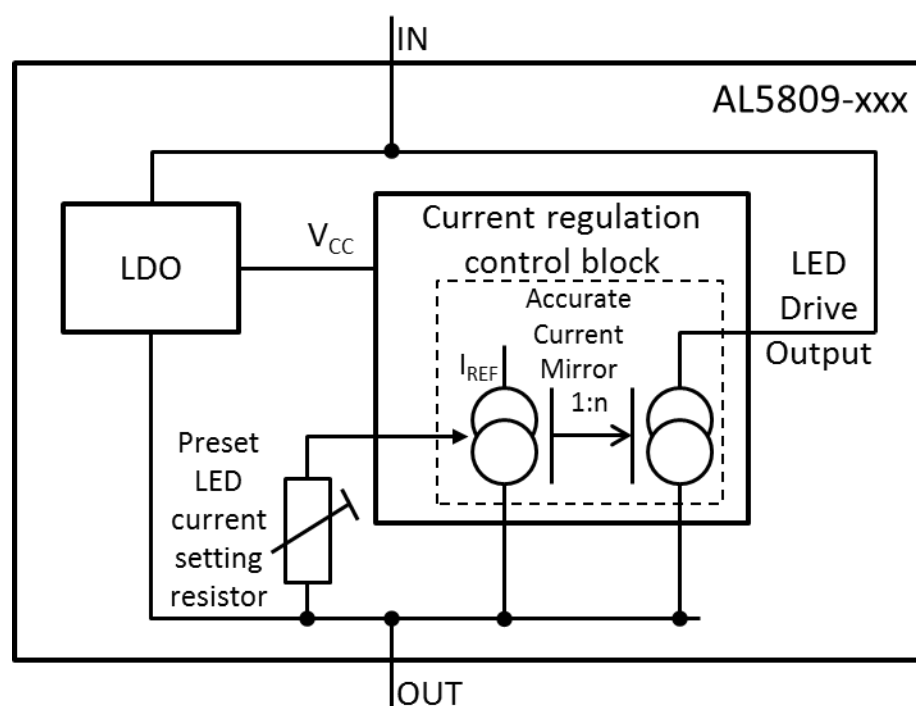 IN
AL5809-xxx
LDO
VCC
Current regulation
control block
Accurate
Current
Mirror
1:n
IREF
LED
Drive
Output
Preset
LED
current
setting
resistor
OUT